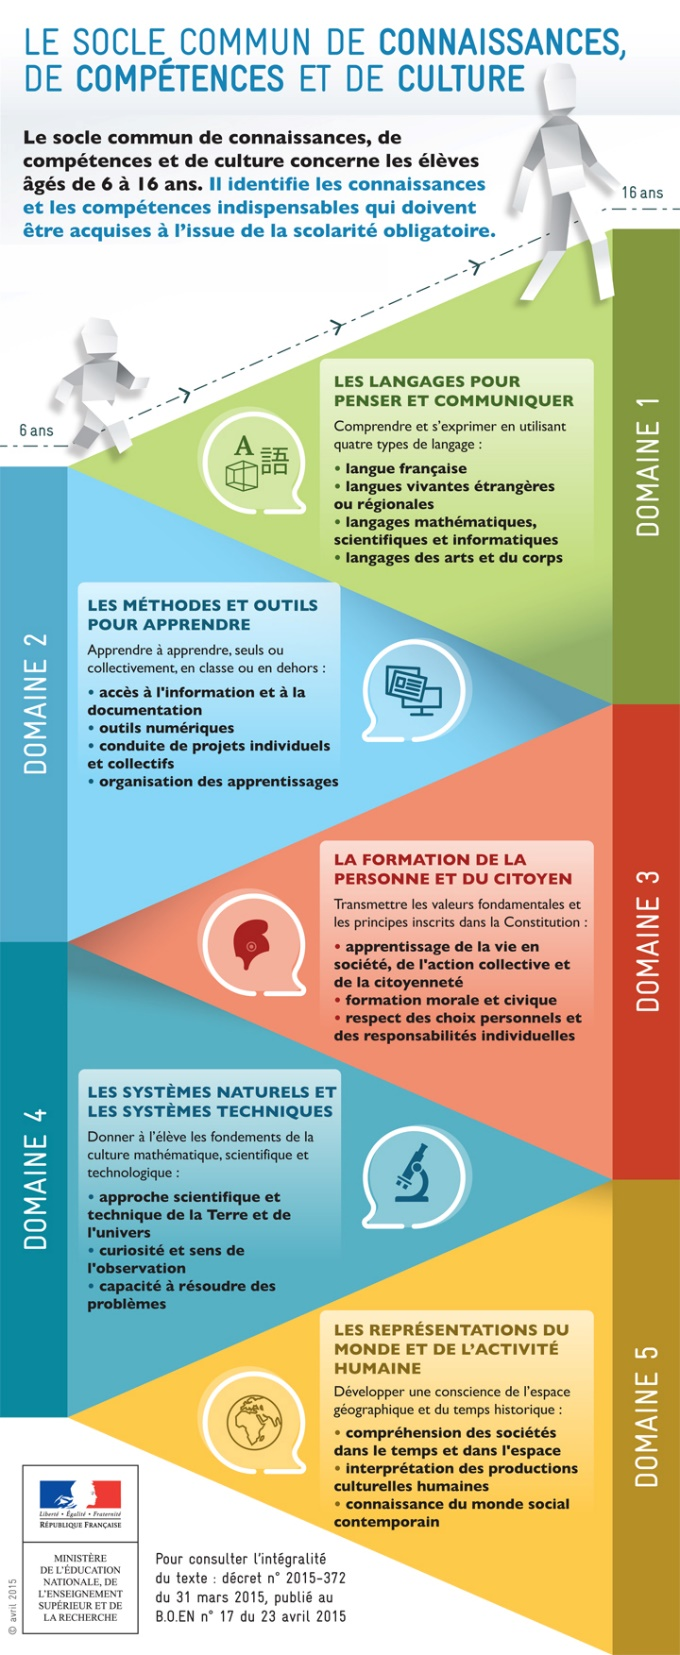 LE SOCLE COMMUN DE CONNAISSANCES,
DE COMPÉTENCES ET DE CULTURE
Le socle commun de connaissances, de
compétences et de culture concerne les élèves
âgés de 6 à 16 ans. Il identifie les connaissances
et les compétences indispensables qui doivent
être acquises à l'issue de la scolarité obligatoire.
16 ans
6 ans
DOMAINE 1
LES LANGAGES POUR
PENSER ET COMMUNIQUER
Comprendre et s'exprimer en utilisant
quatre types de langage :
• langue française
• langues vivantes étrangères
ou régionales
• langages mathématiques,
scientifiques et informatiques
• langages des arts et du corps
A 語
DOMAINE 2
LES MÉTHODES ET OUTILS
POUR APPRENDRE
Apprendre à apprendre, seuls ou
collectivement, en classe ou en dehors :
• accès à l'information et à la
documentation
• outils numériques
• conduite de projets individuels
et collectifs
• organisation des apprentissages
DOMAINE 3
LA FORMATION DE LA
PERSONNE ET DU CITOYEN
Transmettre les valeurs fondamentales et
les principes inscrits dans la Constitution :
• apprentissage de la vie en
société, de l'action collective et
de la citoyenneté
• formation morale et civique
• respect des choix personnels et
des responsabilités individuelles
DOMAINE 4
LES SYSTÈMES NATURELS ET
LES SYSTÈMES TECHNIQUES
Donner à l'élève les fondements de la
culture mathématique, scientifique et
technologique :
• approche scientifique et
technique de la Terre et de
l'univers
• curiosité et sens de
l'observation
• capacité à résoudre des
problèmes
DOMAINE 5
LES REPRÉSENTATIONS DU
MONDE ET DE L'ACTIVITÉ
HUMAINE
Développer une conscience de l'espace
géographique et du temps historique :
• compréhension des sociétés
dans le temps et dans l'espace
• interprétation des productions
culturelles humaines
• connaissance du monde social
contemporain
Liberté • Égalité • Fraternité
RÉPUBLIQUE FRANÇAISE
MINISTÈRE
DE L'ÉDUCATION
NATIONALE, DE
L'ENSEIGNEMENT
SUPÉRIEUR ET DE
LA RECHERCHE
© avril 2015
Pour consulter l'intégralité
du texte : décret n° 2015-372
du 31 mars 2015, publié au
B.O.EN n° 17 du 23 avril 2015